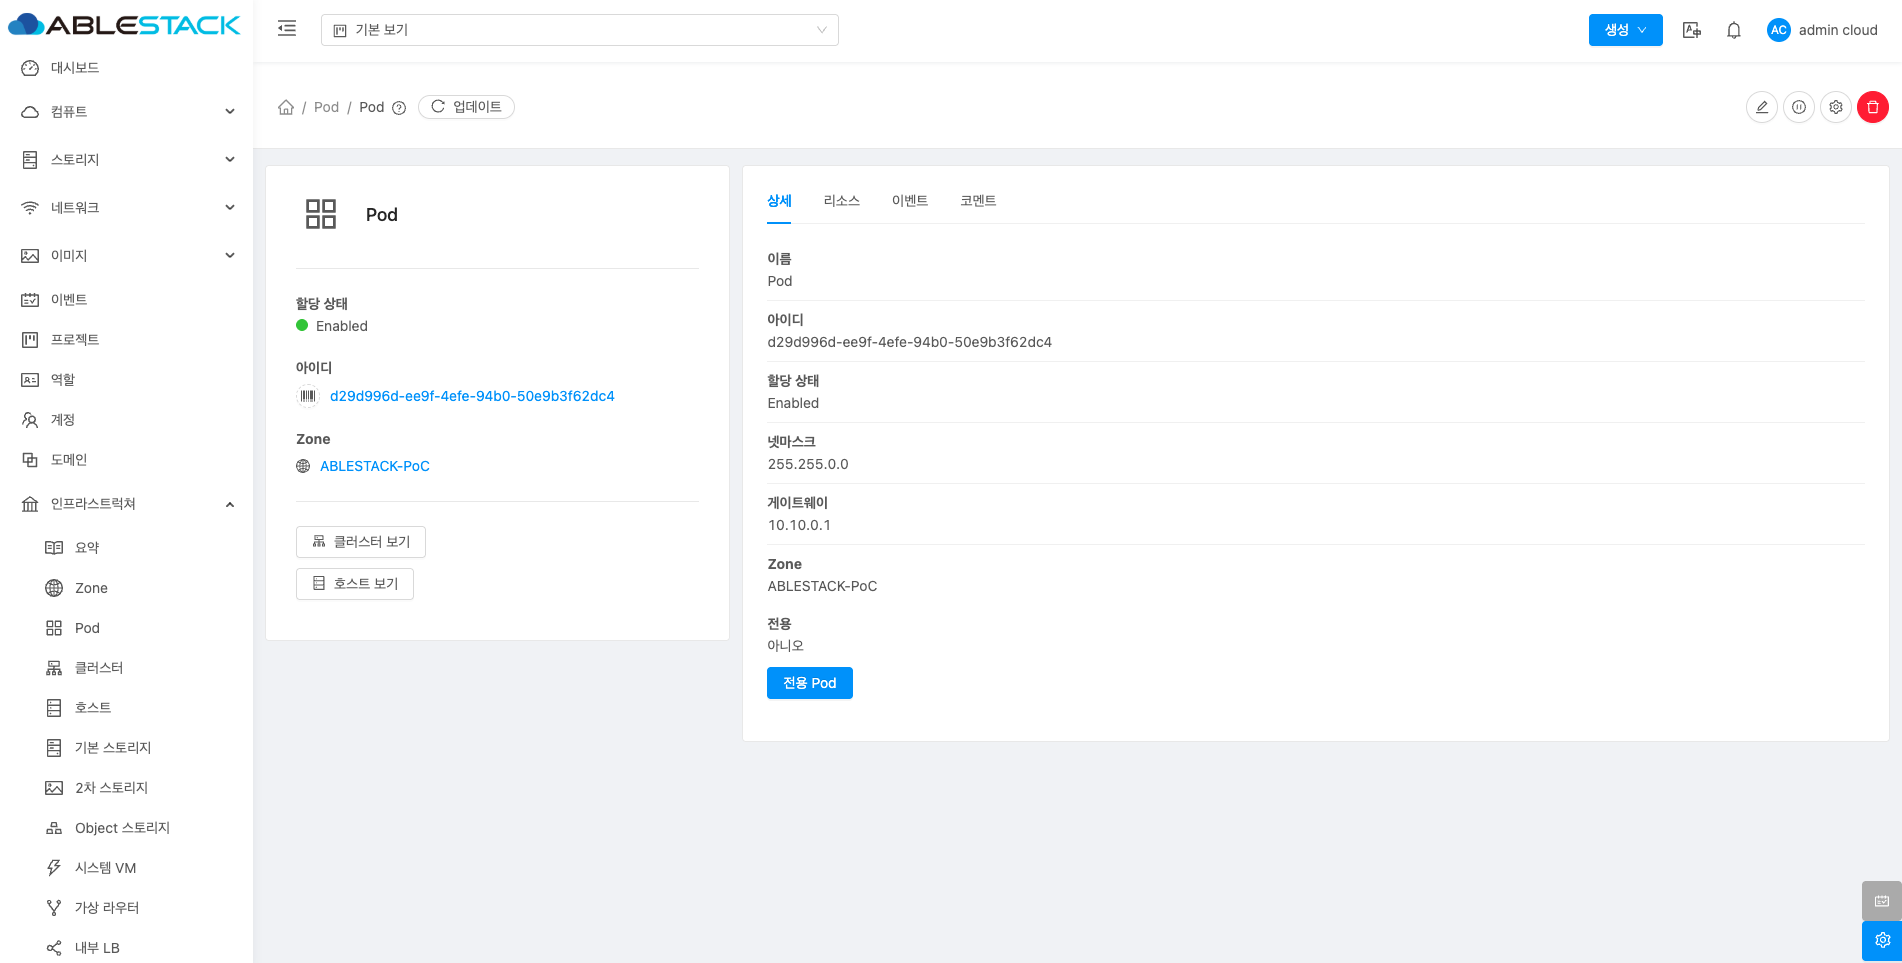 ABLESTACK
기본 보기
생성
AC
admin cloud
대시보드
컴퓨트
스토리지
네트워크
이미지
이벤트
프로젝트
역할
계정
도메인
인프라스트럭쳐
요약
Zone
Pod
클러스터
호스트
기본 스토리지
2차 스토리지
Object 스토리지
시스템 VM
가상 라우터
내부 LB
/ Pod / Pod
업데이트
Pod
할당 상태
Enabled
아이디
d29d996d-ee9f-4efe-94b0-50e9b3f62dc4
Zone
ABLESTACK-PoC
클러스터 보기
호스트 보기
상세 리소스 이벤트 코멘트
이름
Pod
아이디
d29d996d-ee9f-4efe-94b0-50e9b3f62dc4
할당 상태
Enabled
넷마스크
255.255.0.0
게이트웨이
10.10.0.1
Zone
ABLESTACK-PoC
전용
아니오
전용 Pod